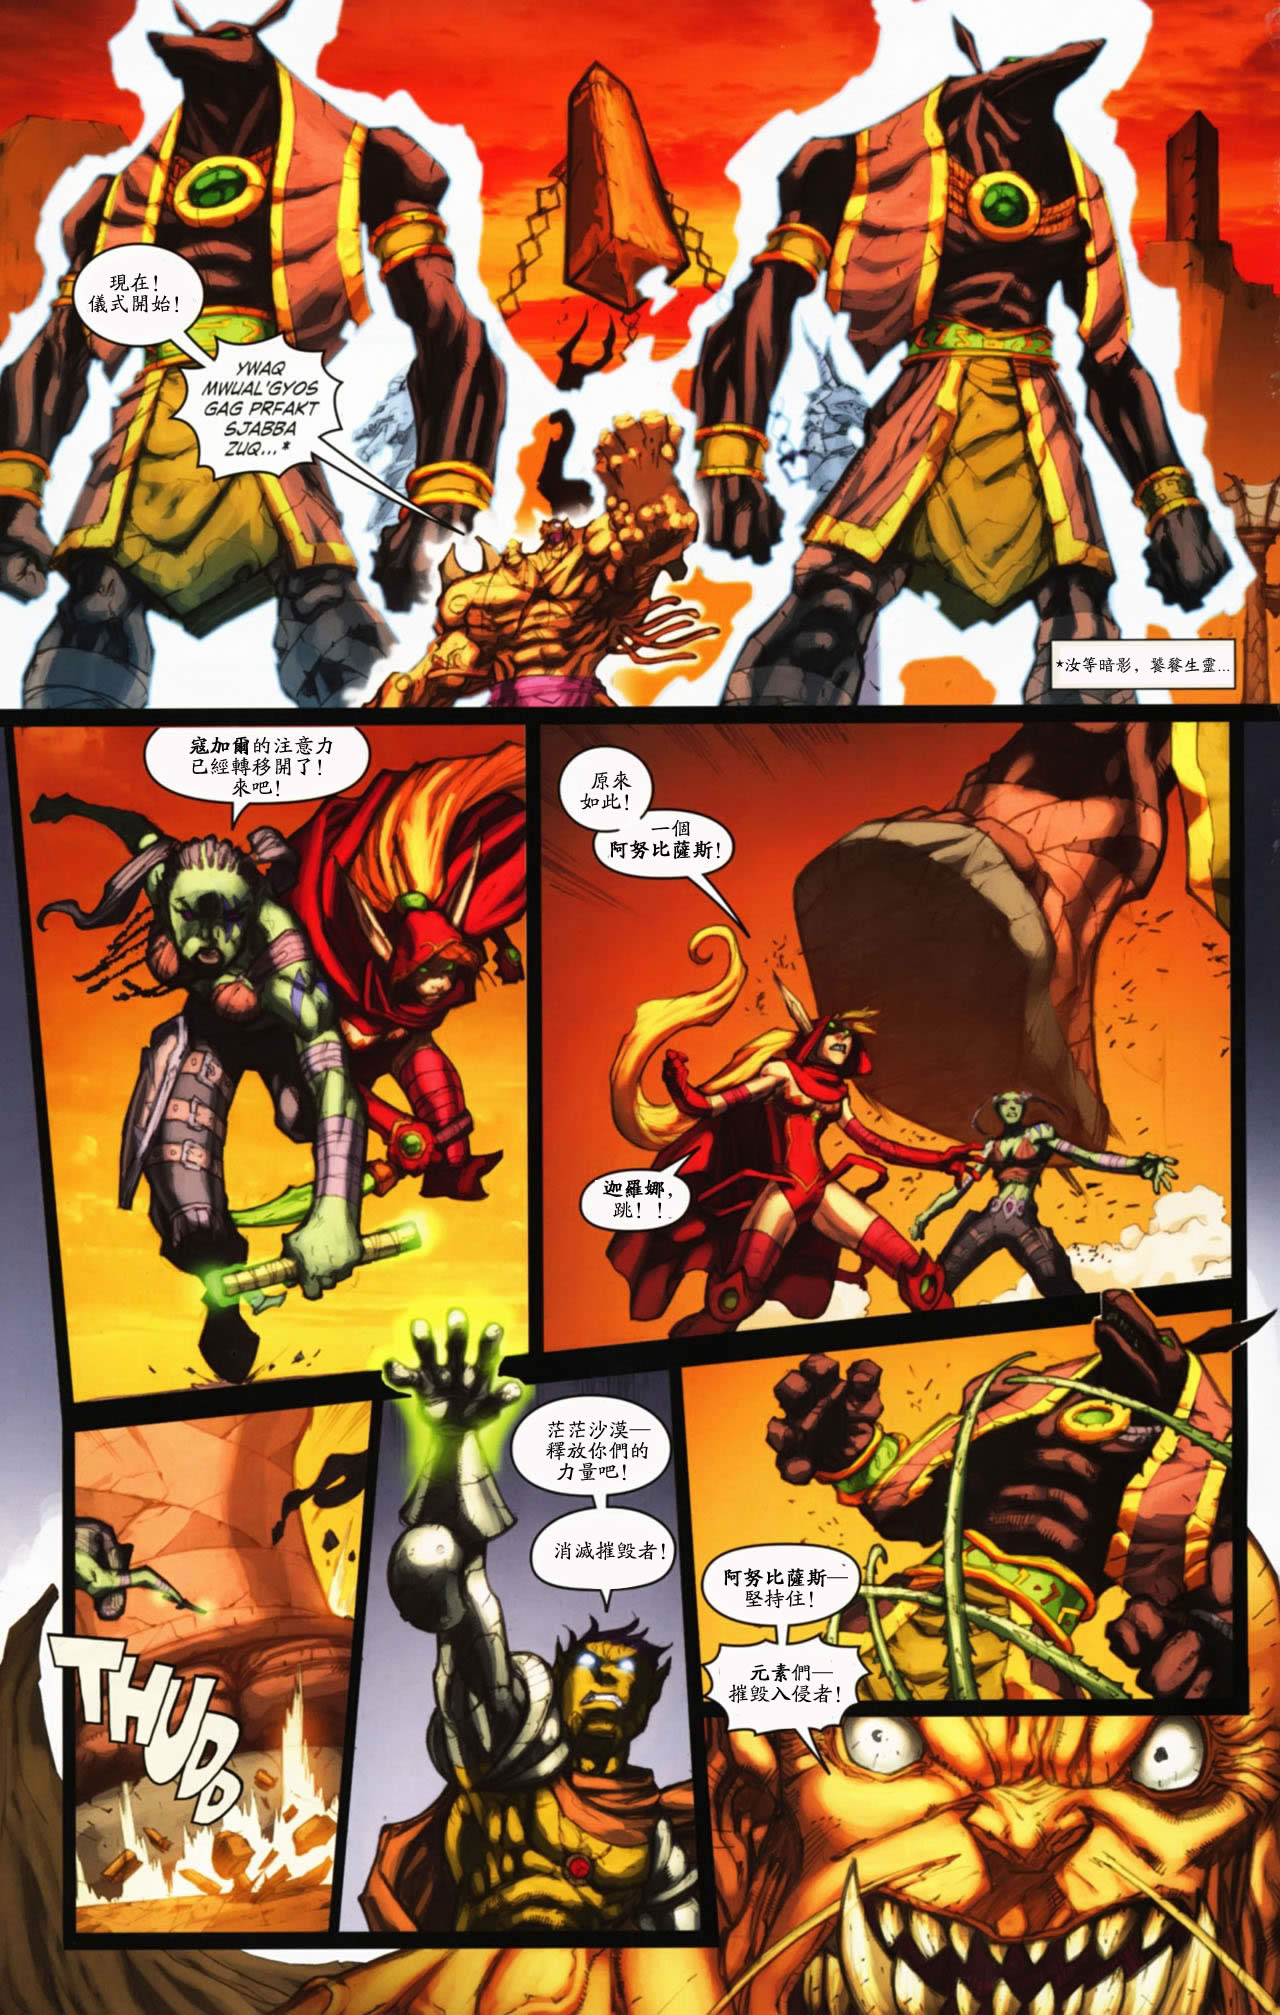 現在！
儀式開始！
YWAQ
MWUAL'GYOS
GAG PRFAKT
SJABBA
ZUQ...*
*汝等暗影，饕餮生靈...
寇加爾的注意力
已經轉移開了！
來吧！
原來
如此！
一個
阿努比薩斯！
迦羅娜，
跳！！
THUDD
茫茫沙漠—
釋放你們的
力量吧！
消滅摧毀者！
阿努比薩斯—
堅持住！
元素們—
摧毀入侵者！